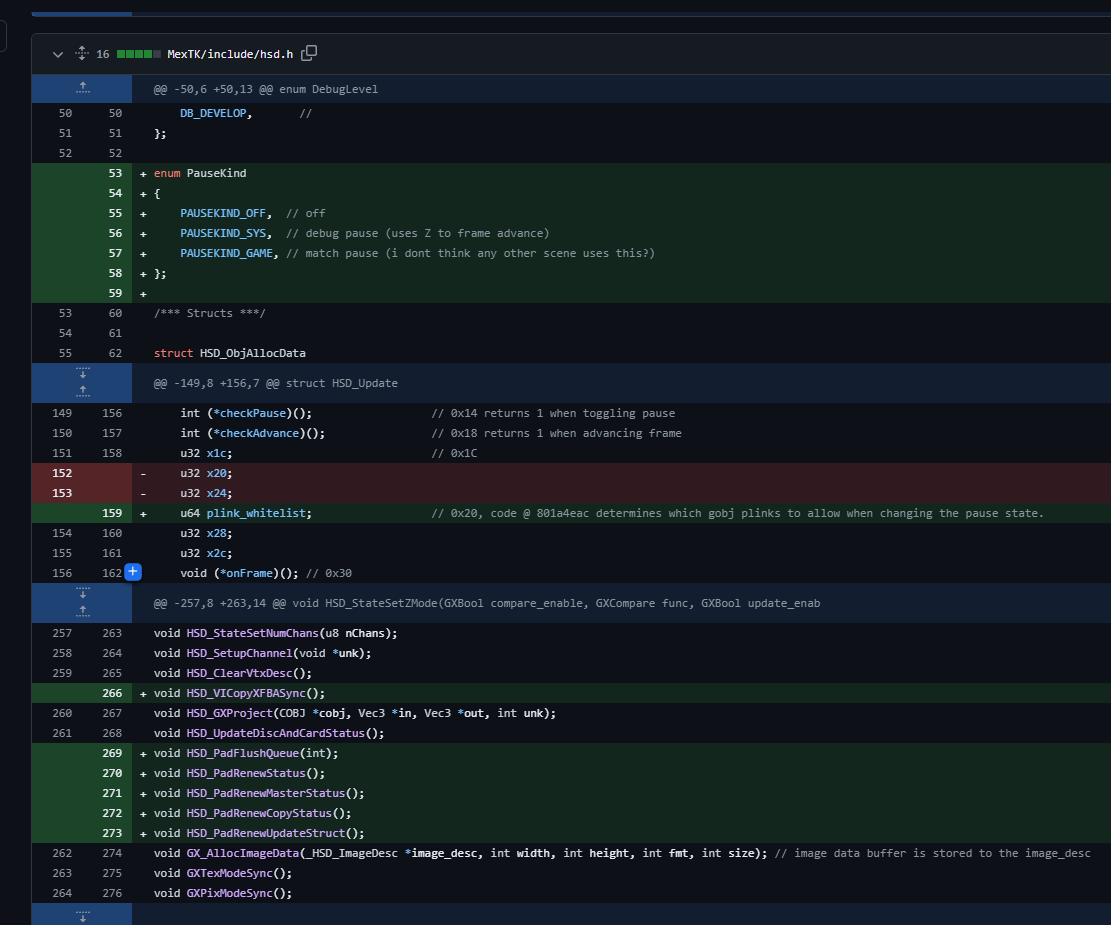 16 MexTK/include/hsd.h
@@ -50,6 +50,13 @@ enum DebugLevel
50 50 DB_DEVELOP, //
51 51 };
52 52
53 + enum PauseKind
54 + {
55 + PAUSEKIND_OFF, // off
56 + PAUSEKIND_SYS, // debug pause (uses Z to frame advance)
57 + PAUSEKIND_GAME, // match pause (i dont think any other scene uses this?)
58 + };
59 +
53 60 /*** Structs ***/
54 61
55 62 struct HSD_ObjAllocData
@@ -149,8 +156,7 @@ struct HSD_Update
149 156 int (*checkPause)(); // 0x14 returns 1 when toggling pause
150 157 int (*checkAdvance)(); // 0x18 returns 1 when advancing frame
151 158 u32 x1c; // 0x1C
152 - u32 x20;
153 - u32 x24;
159 + u64 plink_whitelist; // 0x20, code @ 801a4eac determines which gobj plinks to allow when changing the pause state.
154 160 u32 x28;
155 161 u32 x2c;
156 162 + void (*onFrame)(); // 0x30
@@ -257,8 +263,14 @@ void HSD_StateSetZMode(GXBool compare_enable, GXCompare func, GXBool update_enab
257 263 void HSD_StateSetNumChans(u8 nChans);
258 264 void HSD_SetupChannel(void *unk);
259 265 void HSD_ClearVtxDesc();
266 + void HSD_VICopyXFBASync();
260 267 void HSD_GXProject(COBJ *cobj, Vec3 *in, Vec3 *out, int unk);
261 268 void HSD_UpdateDiscAndCardStatus();
269 + void HSD_PadFlushQueue(int);
270 + void HSD_PadRenewStatus();
271 + void HSD_PadRenewMasterStatus();
272 + void HSD_PadRenewCopyStatus();
273 + void HSD_PadRenewUpdateStruct();
262 274 void GX_AllocImageData(_HSD_ImageDesc *image_desc, int width, int height, int fmt, int size); // image data buffer is stored to the image_desc
263 275 void GXTexModeSync();
264 276 void GXPixModeSync();